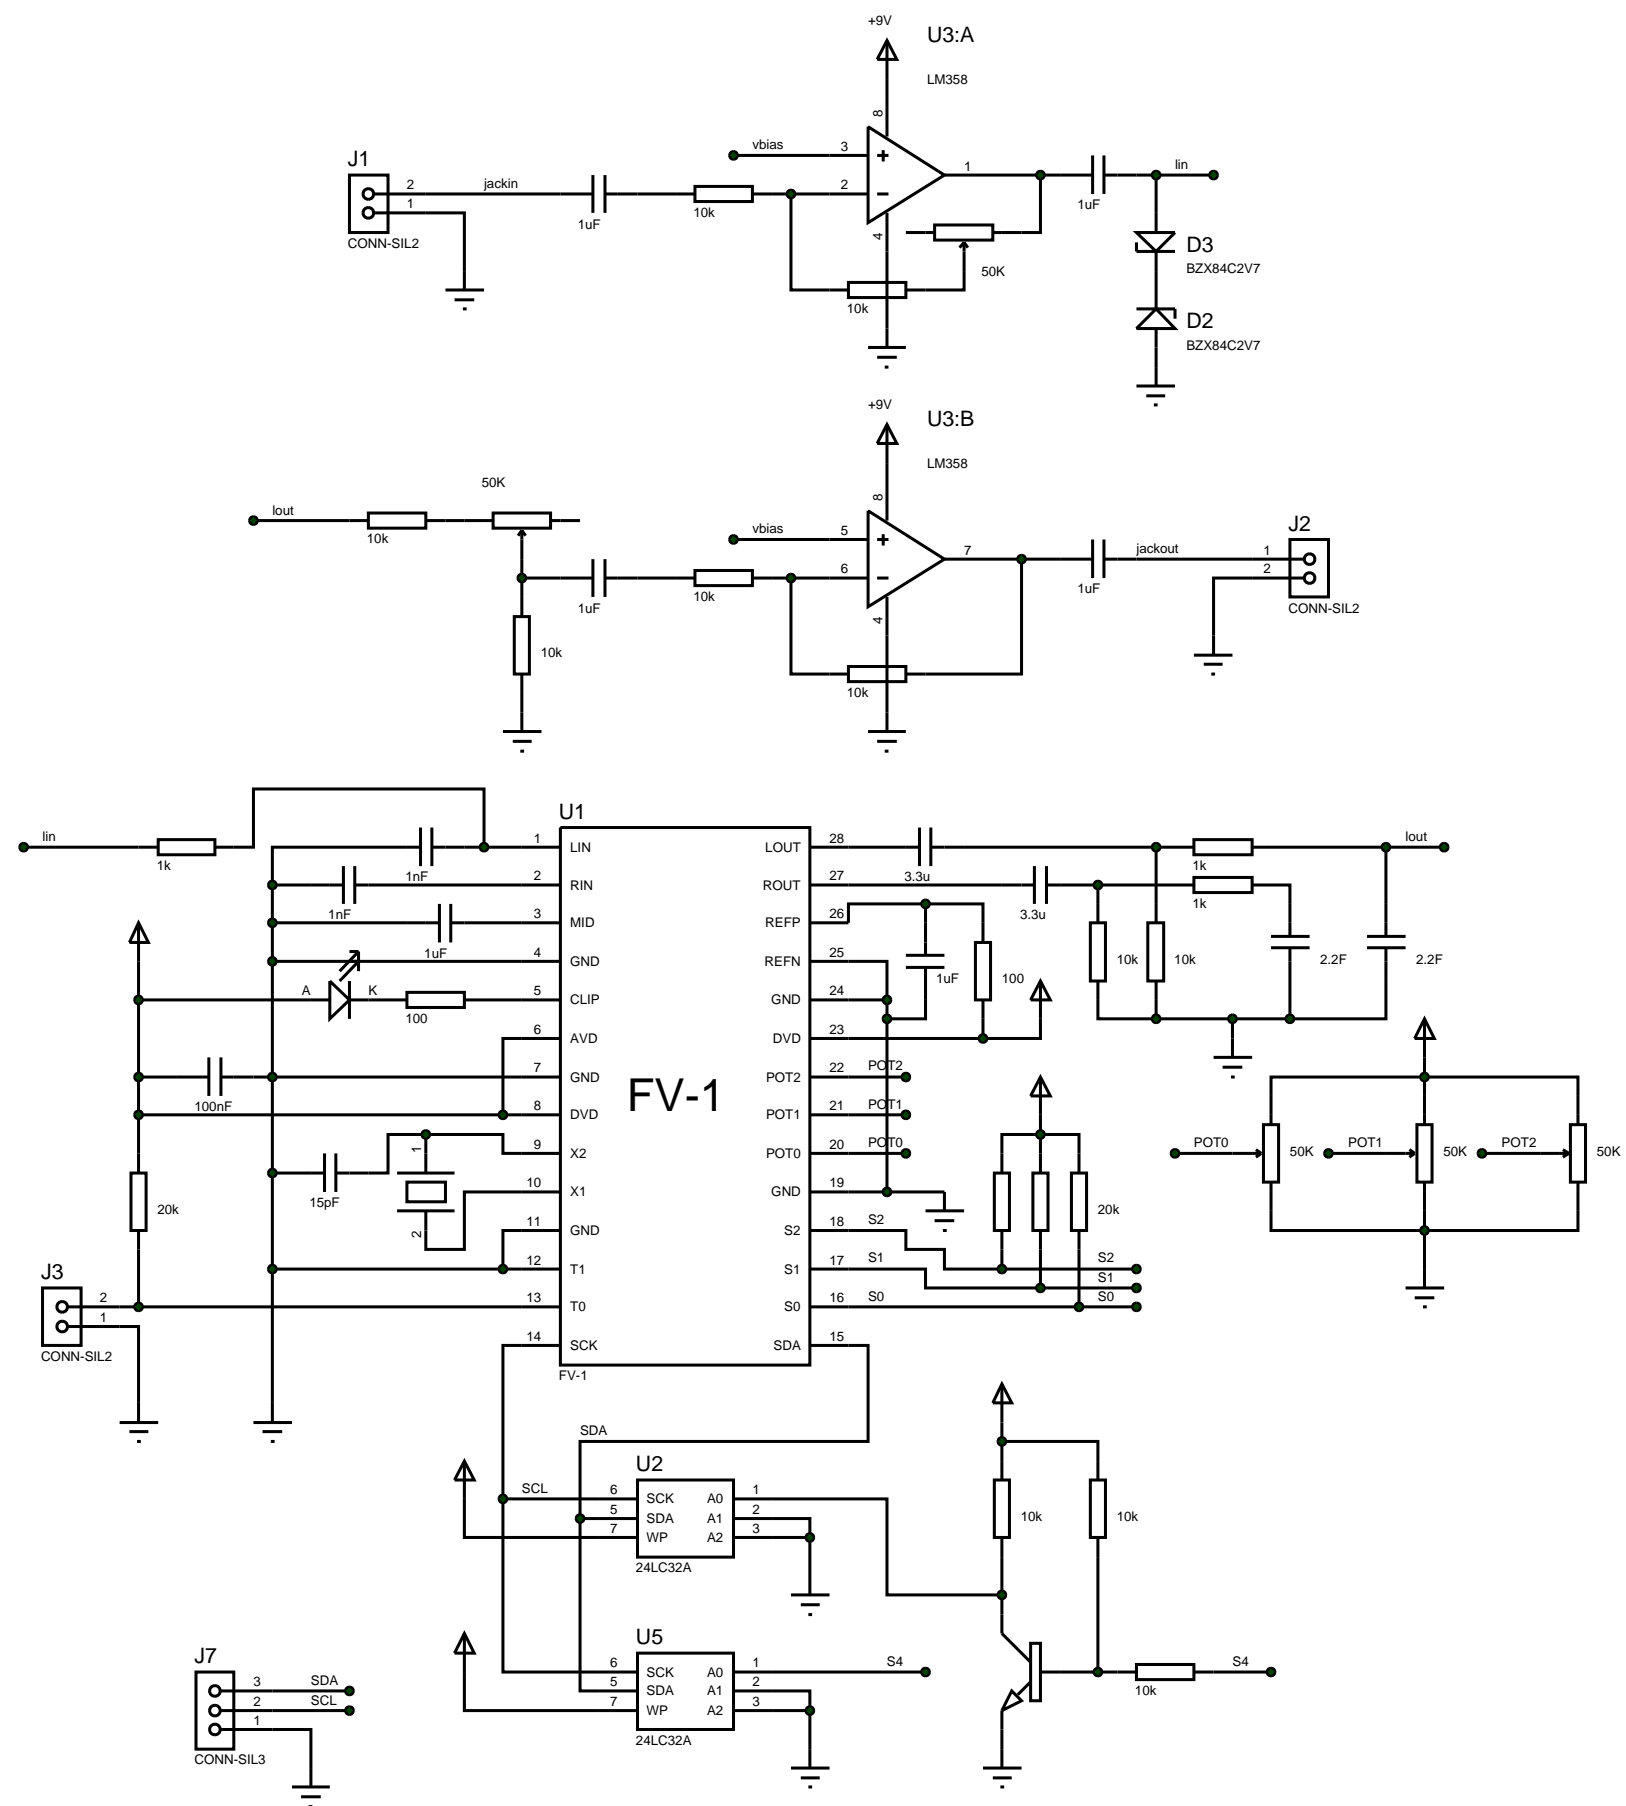 +9V
U3:A
LM358
8
J1
vbias
3
1
lin
2
jackin
2
1
1uF
10k
1uF
CONN-SIL2
4
50K
D3
BZX84C2V7
10k
D2
BZX84C2V7
+9V
U3:B
LM358
50K
8
lout
10k
vbias
5
7
jackout
J2
1
6
2
1uF
10k
1uF
CONN-SIL2
4
10k
10k
U1
lin
1k
1
LIN
LOUT
28
lout
1nF
3.3u
1k
2
RIN
ROUT
27
1nF
3.3u
1k
3
MID
REFP
26
1uF
4
GND
REFN
25
1uF
100
10k
10k
2.2F
2.2F
A
K
5
CLIP
GND
24
100
6
AVD
DVD
23
7
GND
FV-1
POT2
22
POT2
100nF
8
DVD
POT1
21
POT1
1
9
X2
POT0
20
POT0
POT0
50K
POT1
50K
POT2
50K
15pF
10
X1
GND
19
20k
20k
2
11
GND
S2
18
S2
12
T1
S1
17
S1
S2
J3
S1
2
13
T0
S0
16
S0
S0
1
14
SCK
SDA
15
CONN-SIL2
FV-1
SDA
U2
SCL
6
SCK
A0
1
5
SDA
A1
2
10k
10k
7
WP
A2
3
24LC32A
U5
J7
6
SCK
A0
1
S4
S4
3
SDA
5
SDA
A1
2
10k
2
SCL
7
WP
A2
3
1
24LC32A
CONN-SIL3